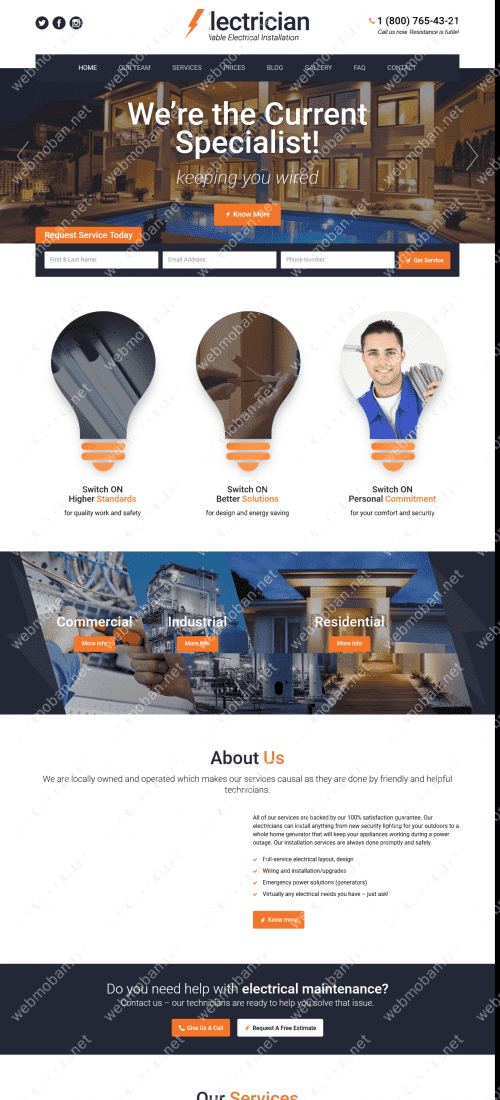 lectrician
iable Electrical Installation
1 (800) 765-43-21
Call us now. Resistance is futile!
HOME OUR TEAM SERVICES PRICES BLOG GALLERY FAQ CONTACT
We're the Current
Specialist!
keeping you wired
Know More
Request Service Today
First & Last Name: Email Address: Phone Number: Get Service
Switch ON
Higher Standards
for quality work and safety
Switch ON
Better Solutions
for design and energy saving
Switch ON
Personal Commitment
for your comfort and security
Commercial
More Info
Industrial
More Info
Residential
More Info
About Us
We are locally owned and operated which makes our services causal as they are done by friendly and helpful
technicians.
All of our services are backed by our 100% satisfaction guarantee. Our
electricians can install anything from new security lighting for your outdoors to a
whole home generator that will keep your appliances working during a power
outage. Our installation services are always done promptly and safely.
Full-service electrical layout, design
Wiring and installation/upgrades
Emergency power solutions (generators)
Virtually any electrical needs you have – just ask!
Know more
Do you need help with electrical maintenance?
Contact us – our technicians are ready to help you solve that issue.
Give Us A Call Request A Free Estimate
Our Services
webmoban.net